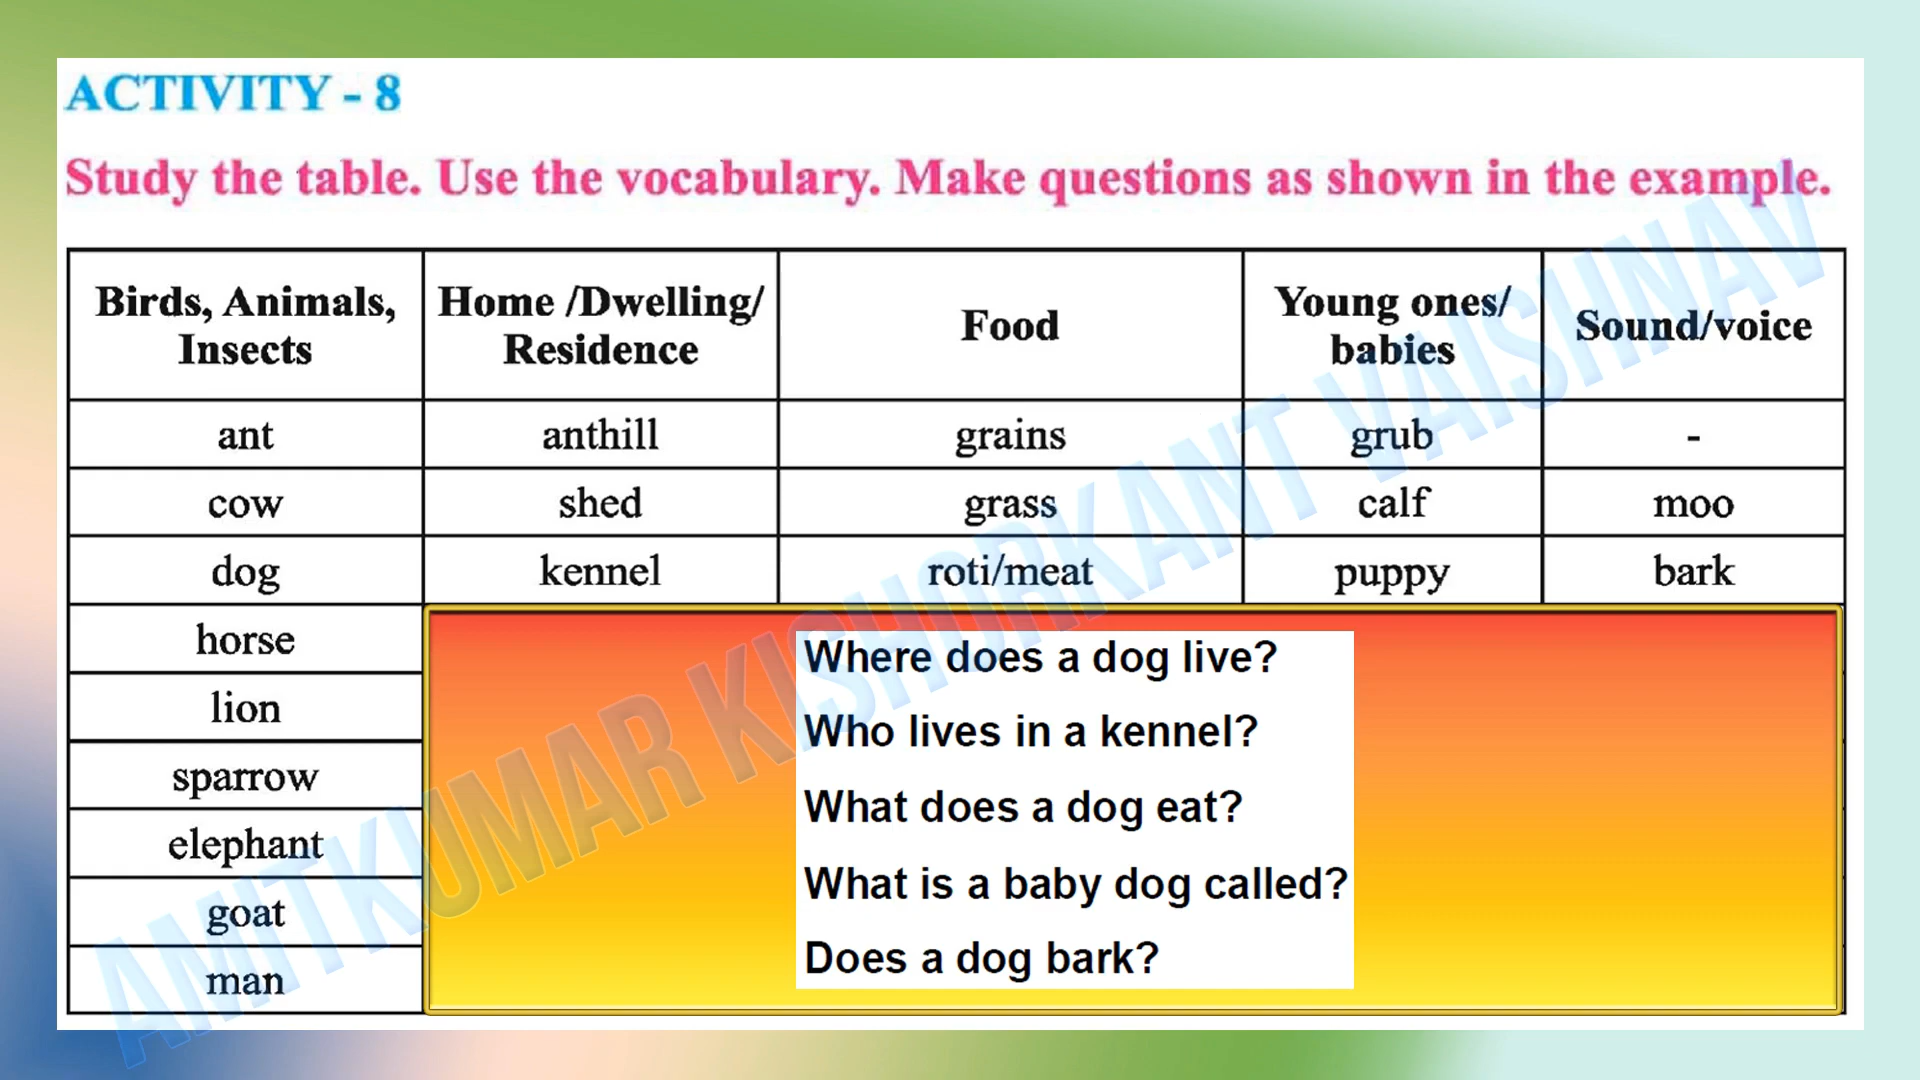 ACTIVITY - 8
Study the table. Use the vocabulary. Make questions as shown in the example.
Birds, Animals, Insects Home /Dwelling/ Residence Food Young ones/ babies Sound/voice
ant anthill grains grub -
cow shed grass calf moo
dog kennel roti/meat puppy bark
horse
lion
sparrow
elephant
goat
man
Where does a dog live?
Who lives in a kennel?
What does a dog eat?
What is a baby dog called?
Does a dog bark?
AMITKUMAR KISHORKANT VAISHNAV